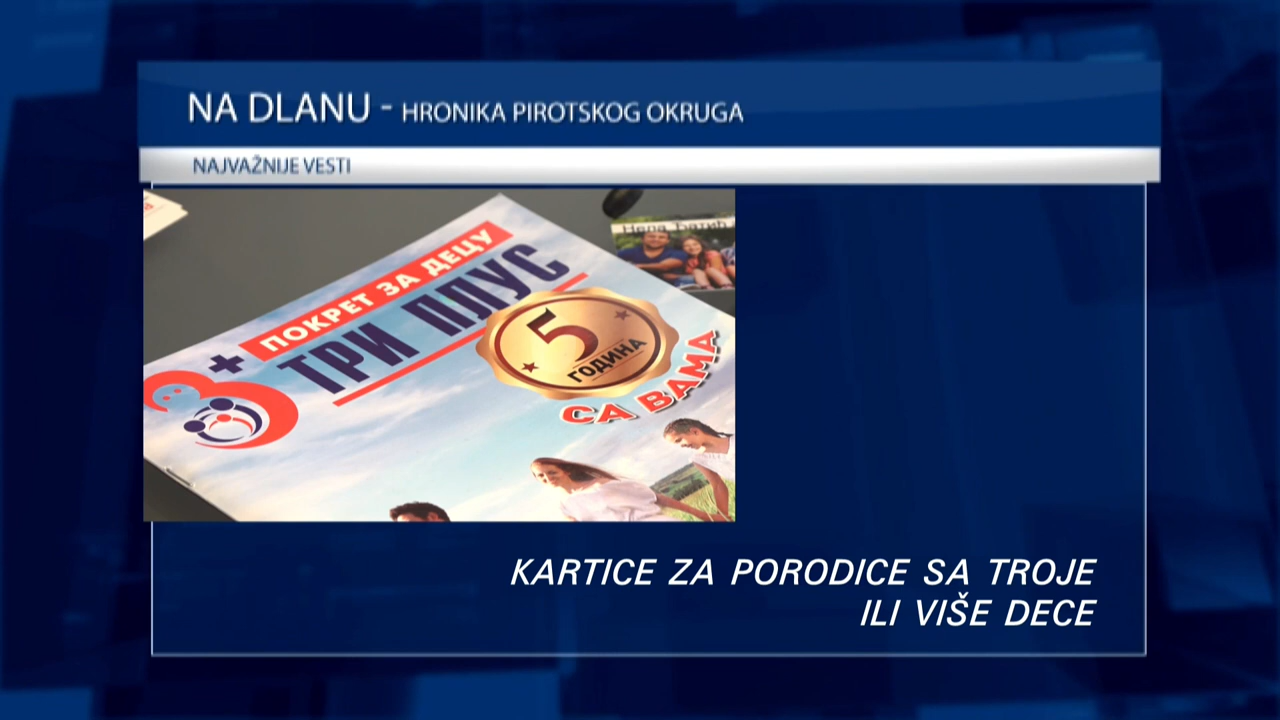 NA DLANU - HRONIKA PIROTSKOG OKRUGA
NAJVAŽNIJE VESTI
3+
ПОКРЕТ ЗА ДЕЦУ
ТРИ ПЛУС
5
ГОДИНА
СА ВАМА
KARTICE ZA PORODICE SA TROJE
ILI VIŠE DECE